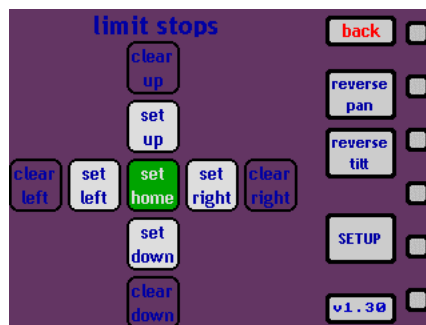 limit stops
back
clear
up
reverse
pan
set
up
reverse
tilt
clear
left
set
left
set
home
set
right
clear
right
set
down
SETUP
clear
down
v1.30